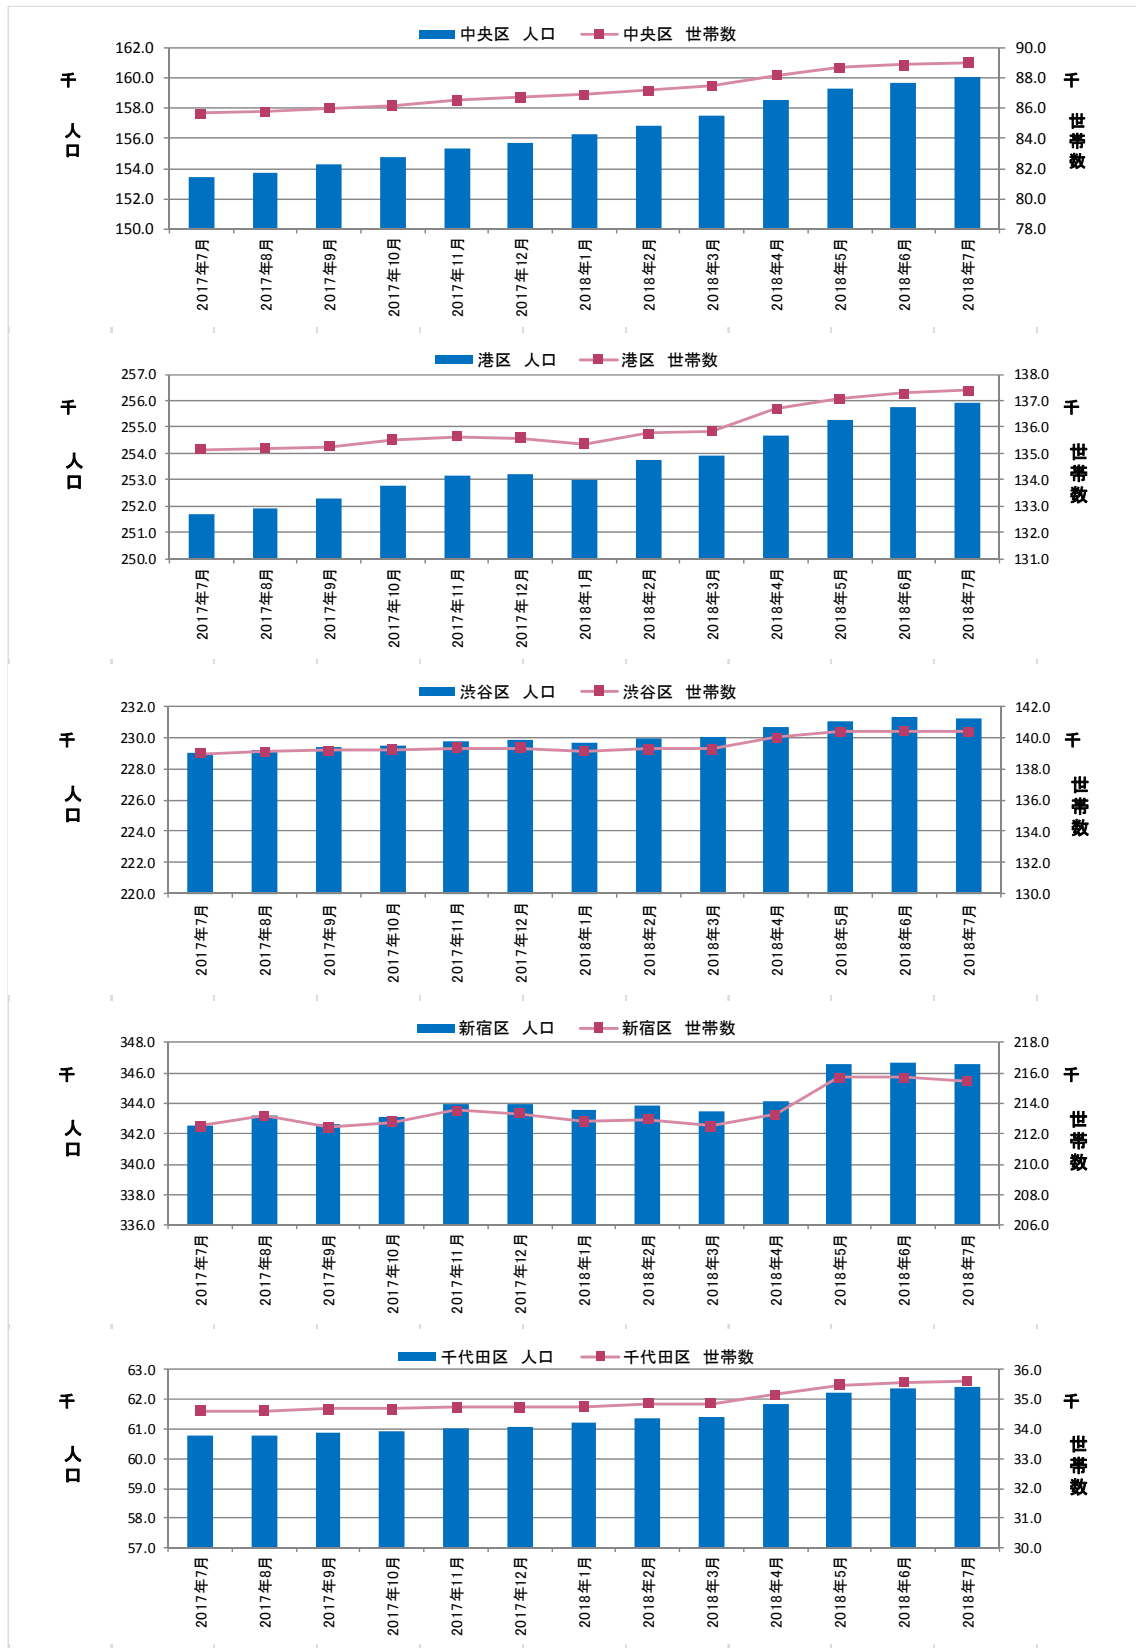 中央区 人口 中央区 世帯数
千 人口
162.0
160.0
158.0
156.0
154.0
152.0
150.0
千 世帯数
90.0
88.0
86.0
84.0
82.0
80.0
78.0
2017年7月
2017年8月
2017年9月
2017年10月
2017年11月
2017年12月
2018年1月
2018年2月
2018年3月
2018年4月
2018年5月
2018年6月
2018年7月
港区 人口 港区 世帯数
千 人口
257.0
256.0
255.0
254.0
253.0
252.0
251.0
250.0
千 世帯数
138.0
137.0
136.0
135.0
134.0
133.0
132.0
131.0
2017年7月
2017年8月
2017年9月
2017年10月
2017年11月
2017年12月
2018年1月
2018年2月
2018年3月
2018年4月
2018年5月
2018年6月
2018年7月
渋谷区 人口 渋谷区 世帯数
千 人口
232.0
230.0
228.0
226.0
224.0
222.0
220.0
千 世帯数
142.0
140.0
138.0
136.0
134.0
132.0
130.0
2017年7月
2017年8月
2017年9月
2017年10月
2017年11月
2017年12月
2018年1月
2018年2月
2018年3月
2018年4月
2018年5月
2018年6月
2018年7月
新宿区 人口 新宿区 世帯数
千 人口
348.0
346.0
344.0
342.0
340.0
338.0
336.0
千 世帯数
218.0
216.0
214.0
212.0
210.0
208.0
206.0
2017年7月
2017年8月
2017年9月
2017年10月
2017年11月
2017年12月
2018年1月
2018年2月
2018年3月
2018年4月
2018年5月
2018年6月
2018年7月
千代田区 人口 千代田区 世帯数
千 人口
63.0
62.0
61.0
60.0
59.0
58.0
57.0
千 世帯数
36.0
35.0
34.0
33.0
32.0
31.0
30.0
2017年7月
2017年8月
2017年9月
2017年10月
2017年11月
2017年12月
2018年1月
2018年2月
2018年3月
2018年4月
2018年5月
2018年6月
2018年7月